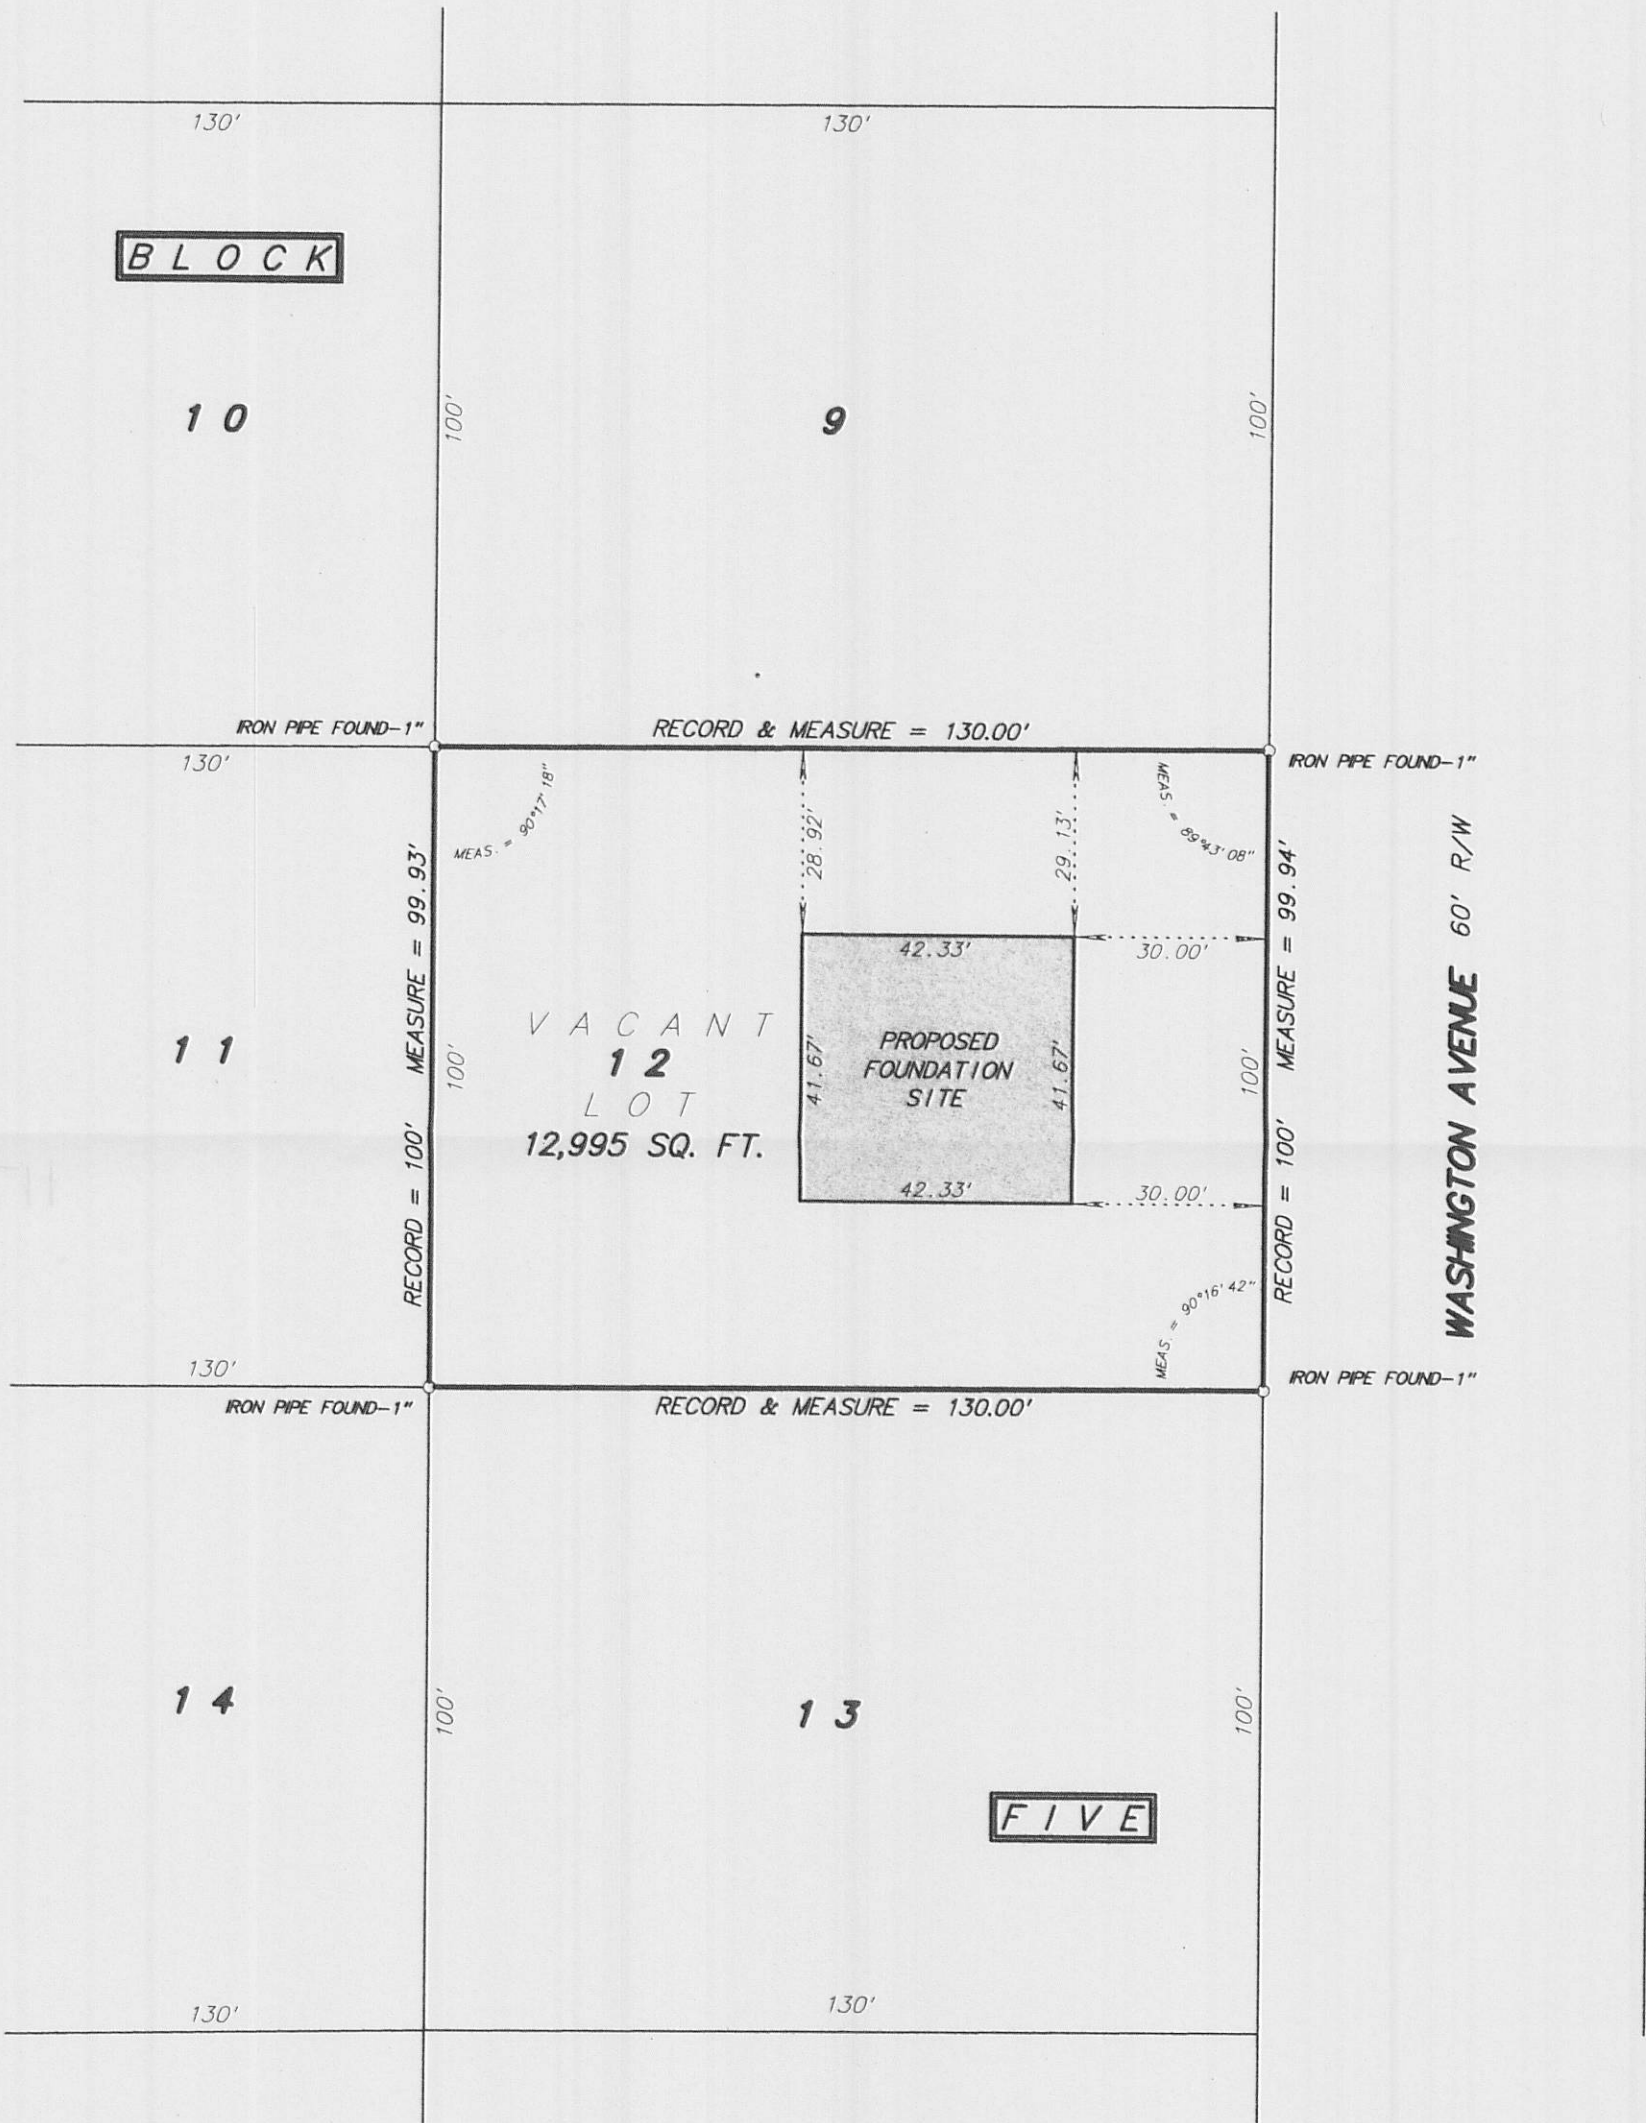 130'
130'
BLOCK
10
100'
9
100'
IRON PIPE FOUND-1"
RECORD & MEASURE = 130.00'
IRON PIPE FOUND-1"
130'
MEAS. = 90°17'18"
28.92'
29.13'
MEAS. = 89°43'08"
RECORD = 100' MEASURE = 99.93'
100'
11
VACANT
12
LOT
12,995 SQ. FT.
42.33'
41.67'
PROPOSED
FOUNDATION
SITE
41.67'
42.33'
30.00'
30.00'
100'
RECORD = 100' MEASURE = 99.94'
WASHINGTON AVENUE 60' R/W
MEAS. = 90°16'42"
130'
IRON PIPE FOUND-1"
RECORD & MEASURE = 130.00'
IRON PIPE FOUND-1"
14
100'
13
100'
FIVE
130'
130'